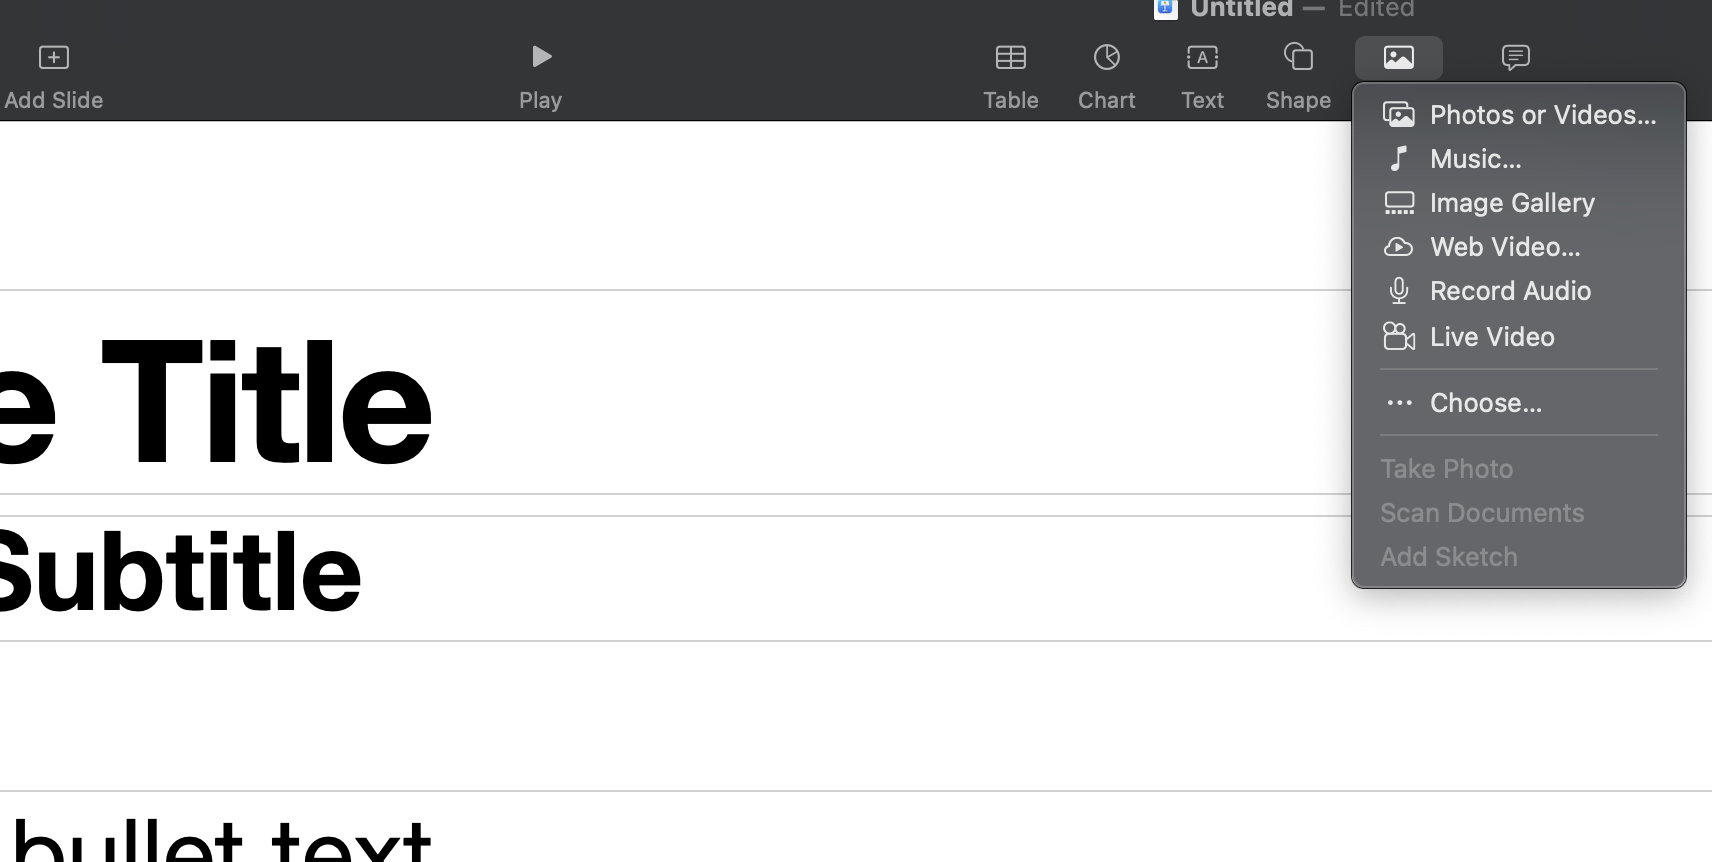 Untitled — Edited
Add Slide
Play
Table
Chart
Text
Shape
Photos or Videos...
Music...
Image Gallery
Web Video...
Record Audio
Live Video
Choose...
Take Photo
Scan Documents
Add Sketch
e Title
Subtitle
bullet text